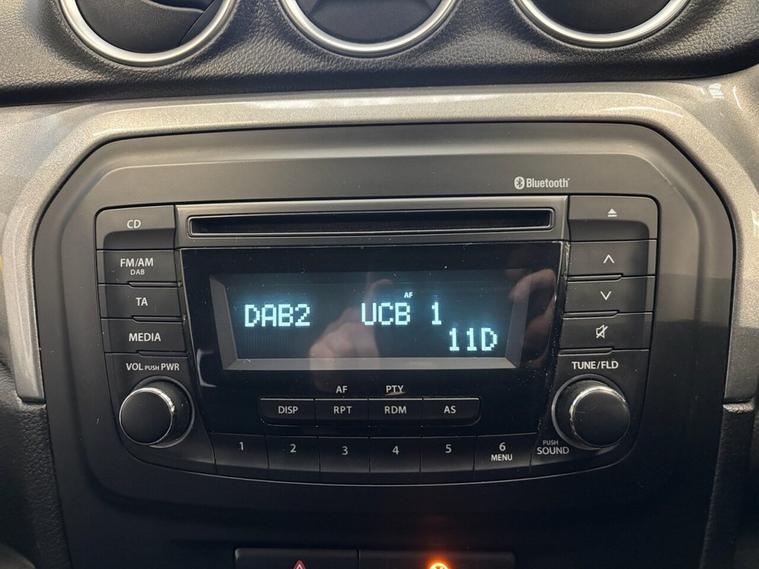 Bluetooth
CD
FM/AM
DAB
TA
MEDIA
AF
DAB2 UCB 1
11D
VOL PUSH PWR
TUNE/FLD
AF PTY
DISP RPT RDM AS
1 2 3 4 5 6
MENU
PUSH
SOUND